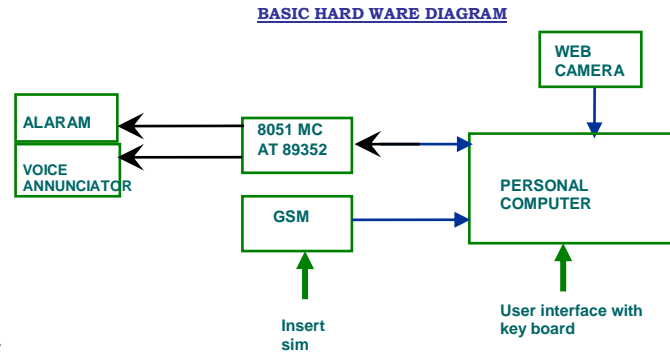 BASIC HARD WARE DIAGRAM
WEB
CAMERA
ALARAM
8051 MC
AT 89352
VOICE
ANNUNCIATOR
PERSONAL
COMPUTER
GSM
User interface with
key board
Insert
sim